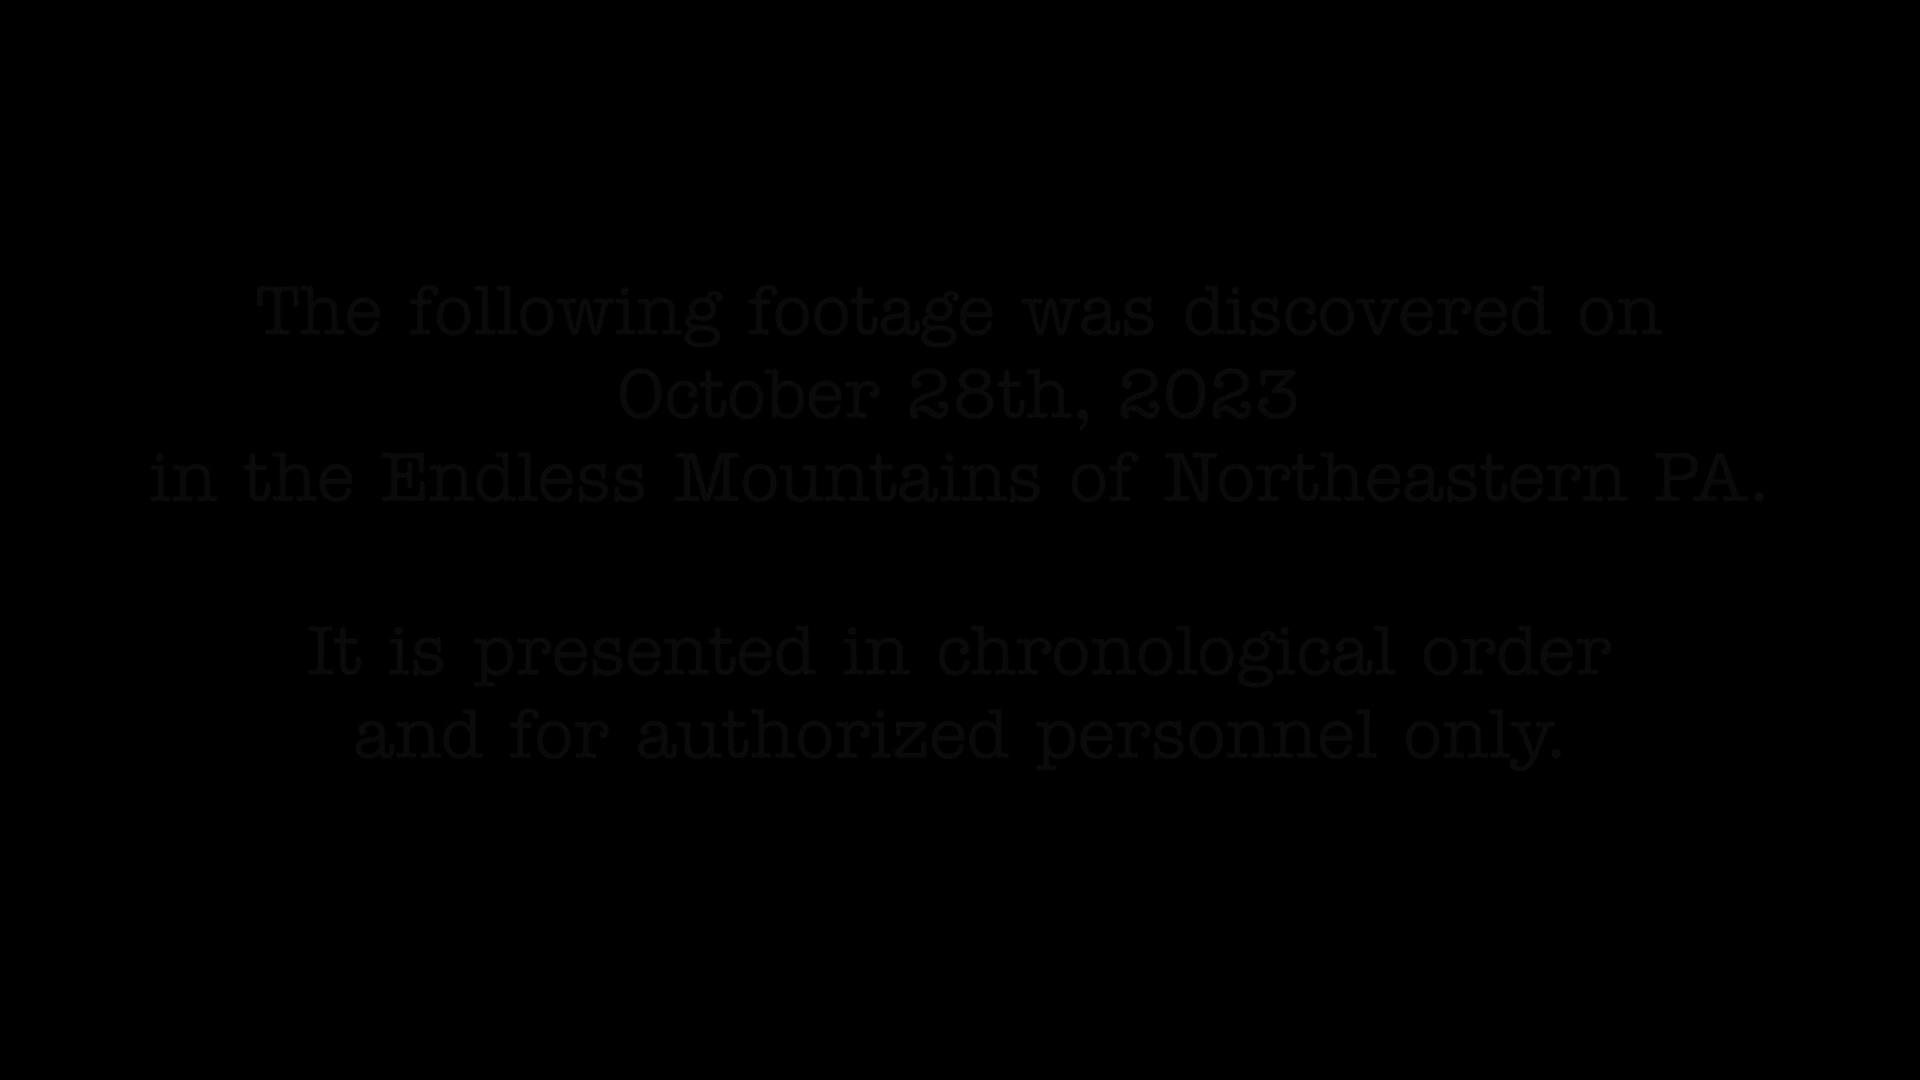 The following footage was discovered on
October 28th, 2023
in the Endless Mountains of Northeastern PA.
It is presented in chronological order
and for authorized personnel only.